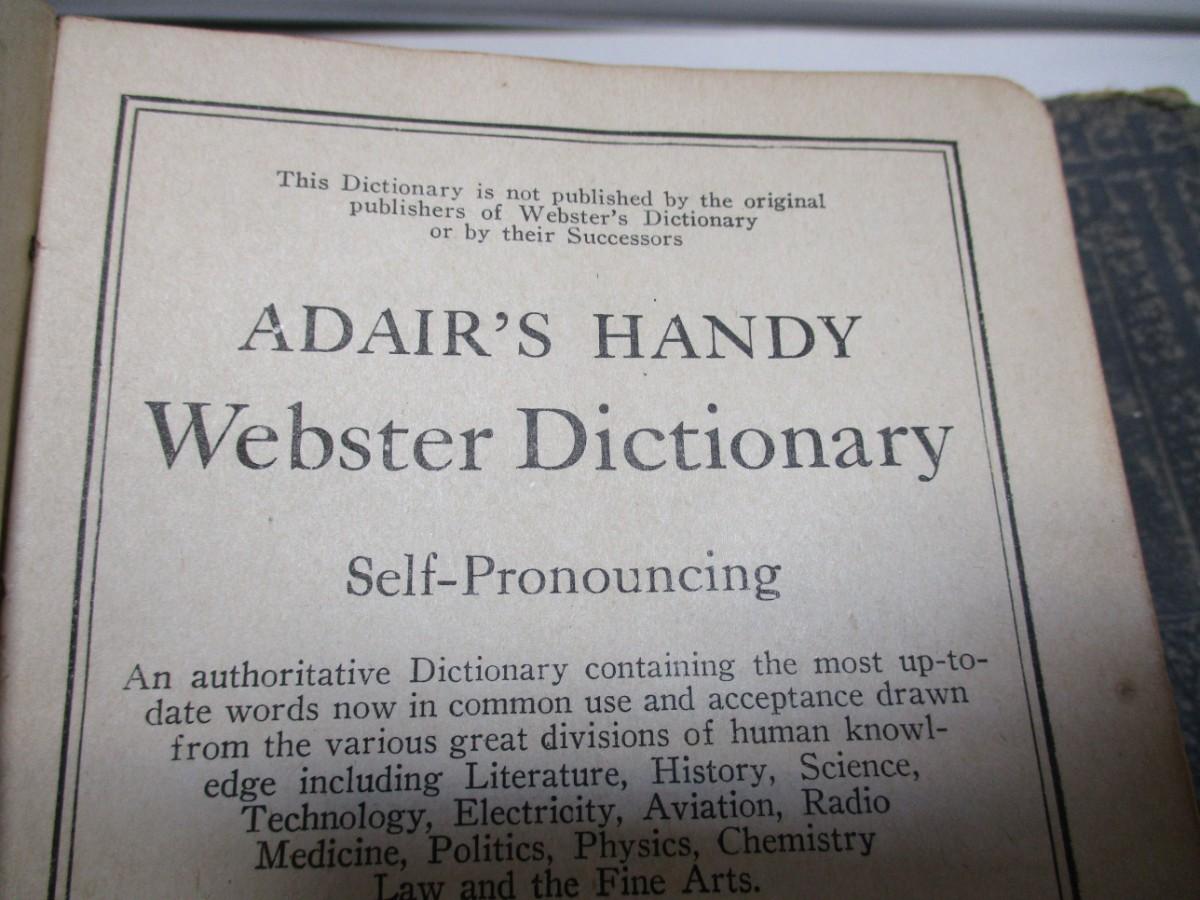 This Dictionary is not published by the original
publishers of Webster's Dictionary
or by their Successors
ADAIR'S HANDY
Webster Dictionary
Self-Pronouncing
An authoritative Dictionary containing the most up-to-
date words now in common use and acceptance drawn
from the various great divisions of human knowl-
edge including Literature, History, Science,
Technology, Electricity, Aviation, Radio
Medicine, Politics, Physics, Chemistry
Law and the Fine Arts.